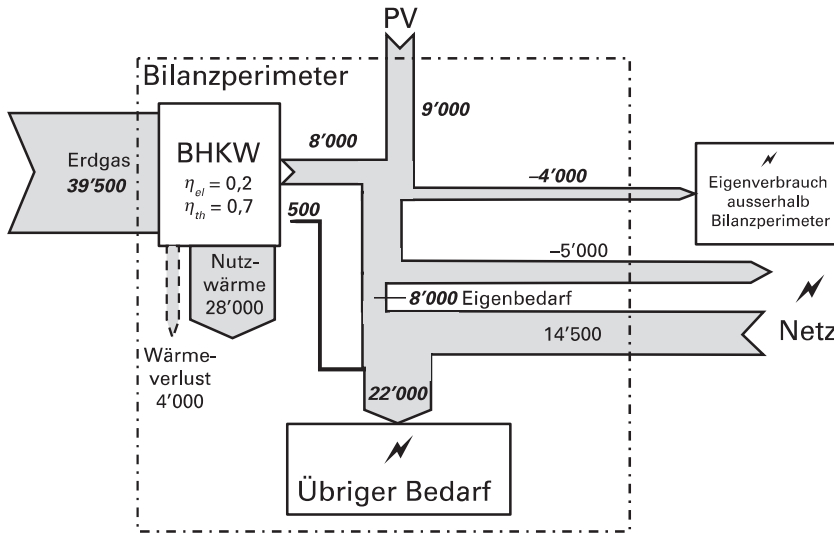 PV
Bilanzperimeter
9’000
Erdgas
39’500
BHKW
ηel = 0,2
ηth = 0,7
8’000
–4’000
Eigenverbrauch
ausserhalb
Bilanzperimeter
500
Nutz-
wärme
28’000
–5’000
8’000 Eigenbedarf
Netz
14’500
Wärme-
verlust
4’000
22’000
Übriger Bedarf